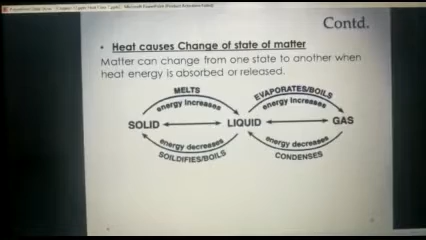 Contd.
• Heat causes Change of state of matter
Matter can change from one state to another when
heat energy is absorbed or released.
MELTS
energy increases
EVAPORATES/BOILS
energy increases
SOLID
LIQUID
GAS
energy decreases
SOILDIFIES/BOILS
energy decreases
CONDENSES